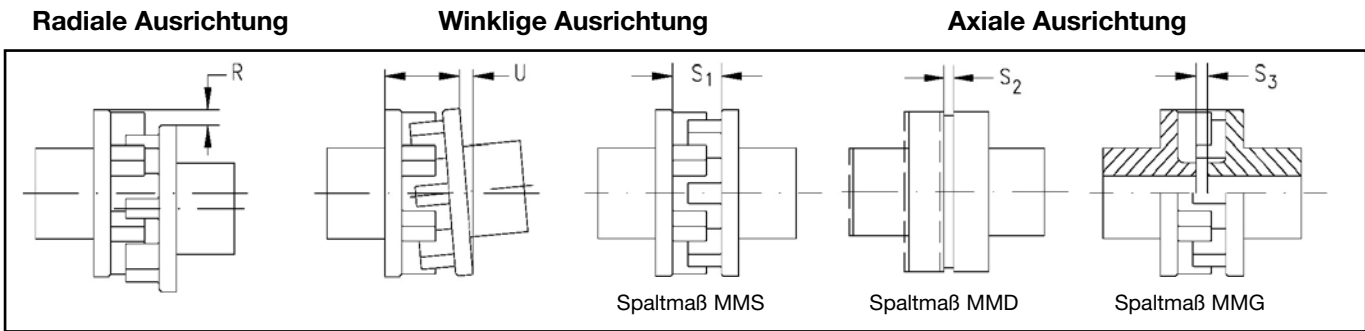 Radiale Ausrichtung Winklige Ausrichtung Axiale Ausrichtung
R U S₁ S₂ S₃
Spaltmaß MMS Spaltmaß MMD Spaltmaß MMG